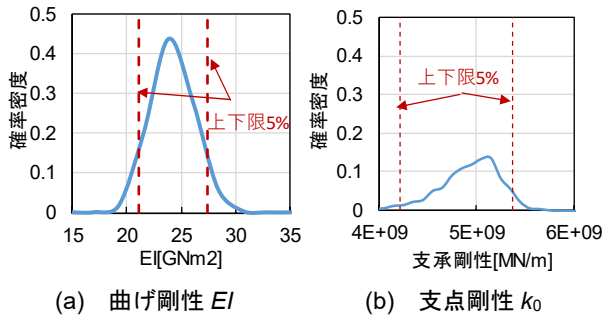 0.5
0.4
0.3
0.2
0.1
0
確率密度
上下限5%
15 20 25 30 35
EI[GNm2]
(a) 曲げ剛性 EI
0.5
0.4
0.3
0.2
0.1
0
確率密度
上下限5%
4E+09 5E+09 6E+09
支承剛性[MN/m]
(b) 支点剛性 k₀